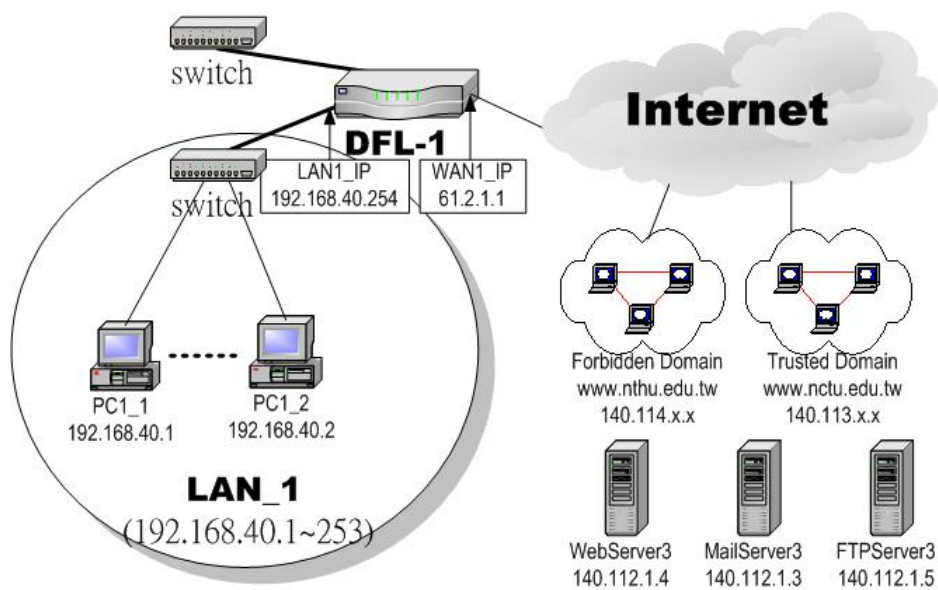 switch
Internet
DFL-1
LAN1_IP
192.168.40.254
WAN1_IP
61.2.1.1
switch
PC1_1
192.168.40.1
PC1_2
192.168.40.2
LAN_1
(192.168.40.1~253)
Forbidden Domain
www.nthu.edu.tw
140.114.x.x
Trusted Domain
www.nctu.edu.tw
140.113.x.x
WebServer3
140.112.1.4
MailServer3
140.112.1.3
FTPServer3
140.112.1.5